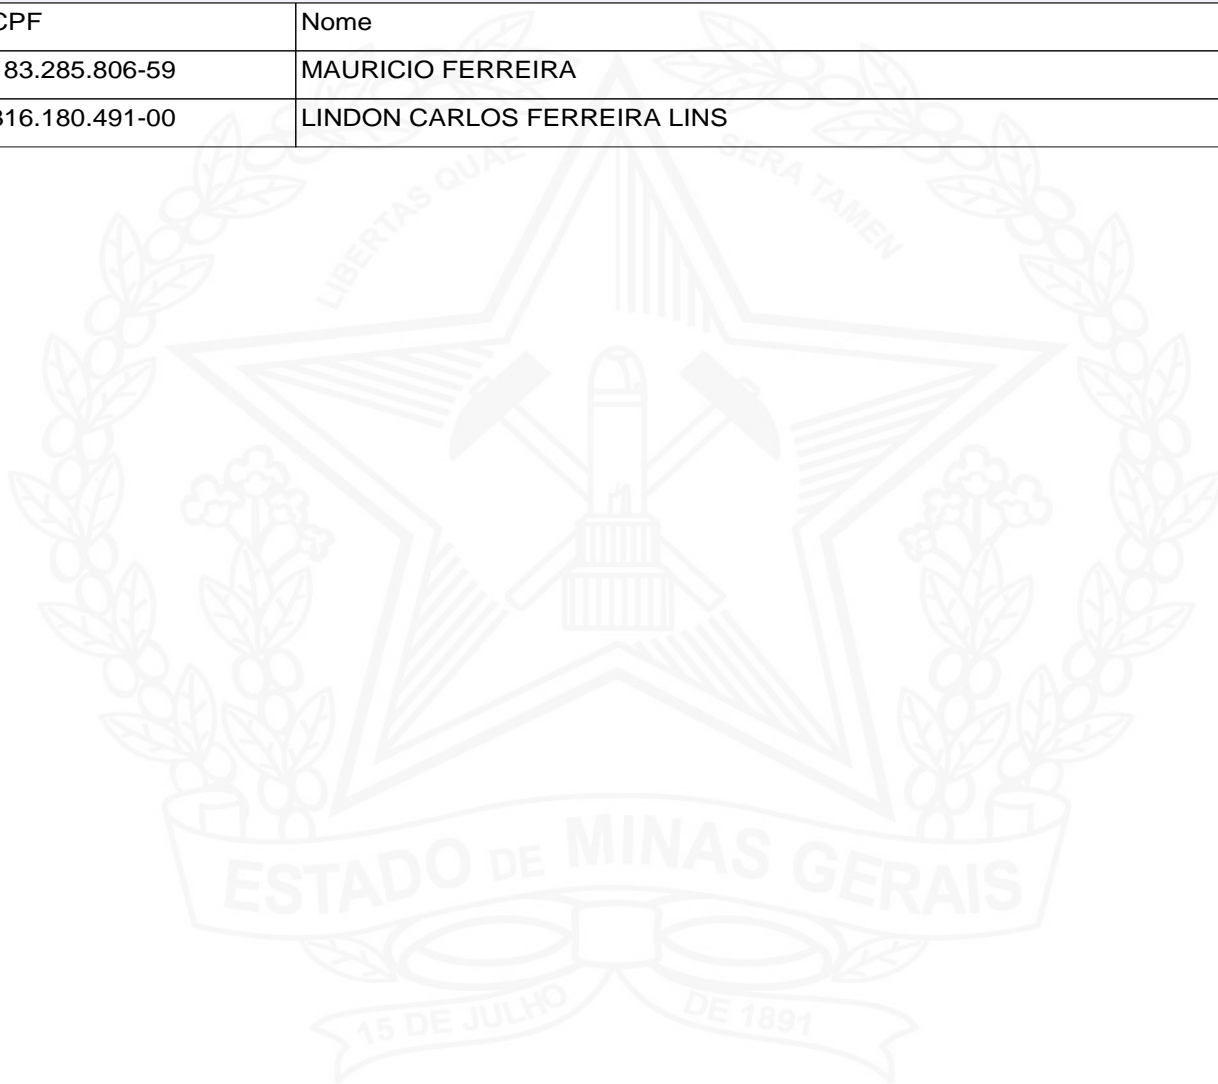 CPF Nome
83.285.806-59 MAURICIO FERREIRA
816.180.491-00 LINDON CARLOS FERREIRA LINS
LIBERTAS QUAE SERA TAMEN
ESTADO DE MINAS GERAIS
15 DE JULHO DE 1891